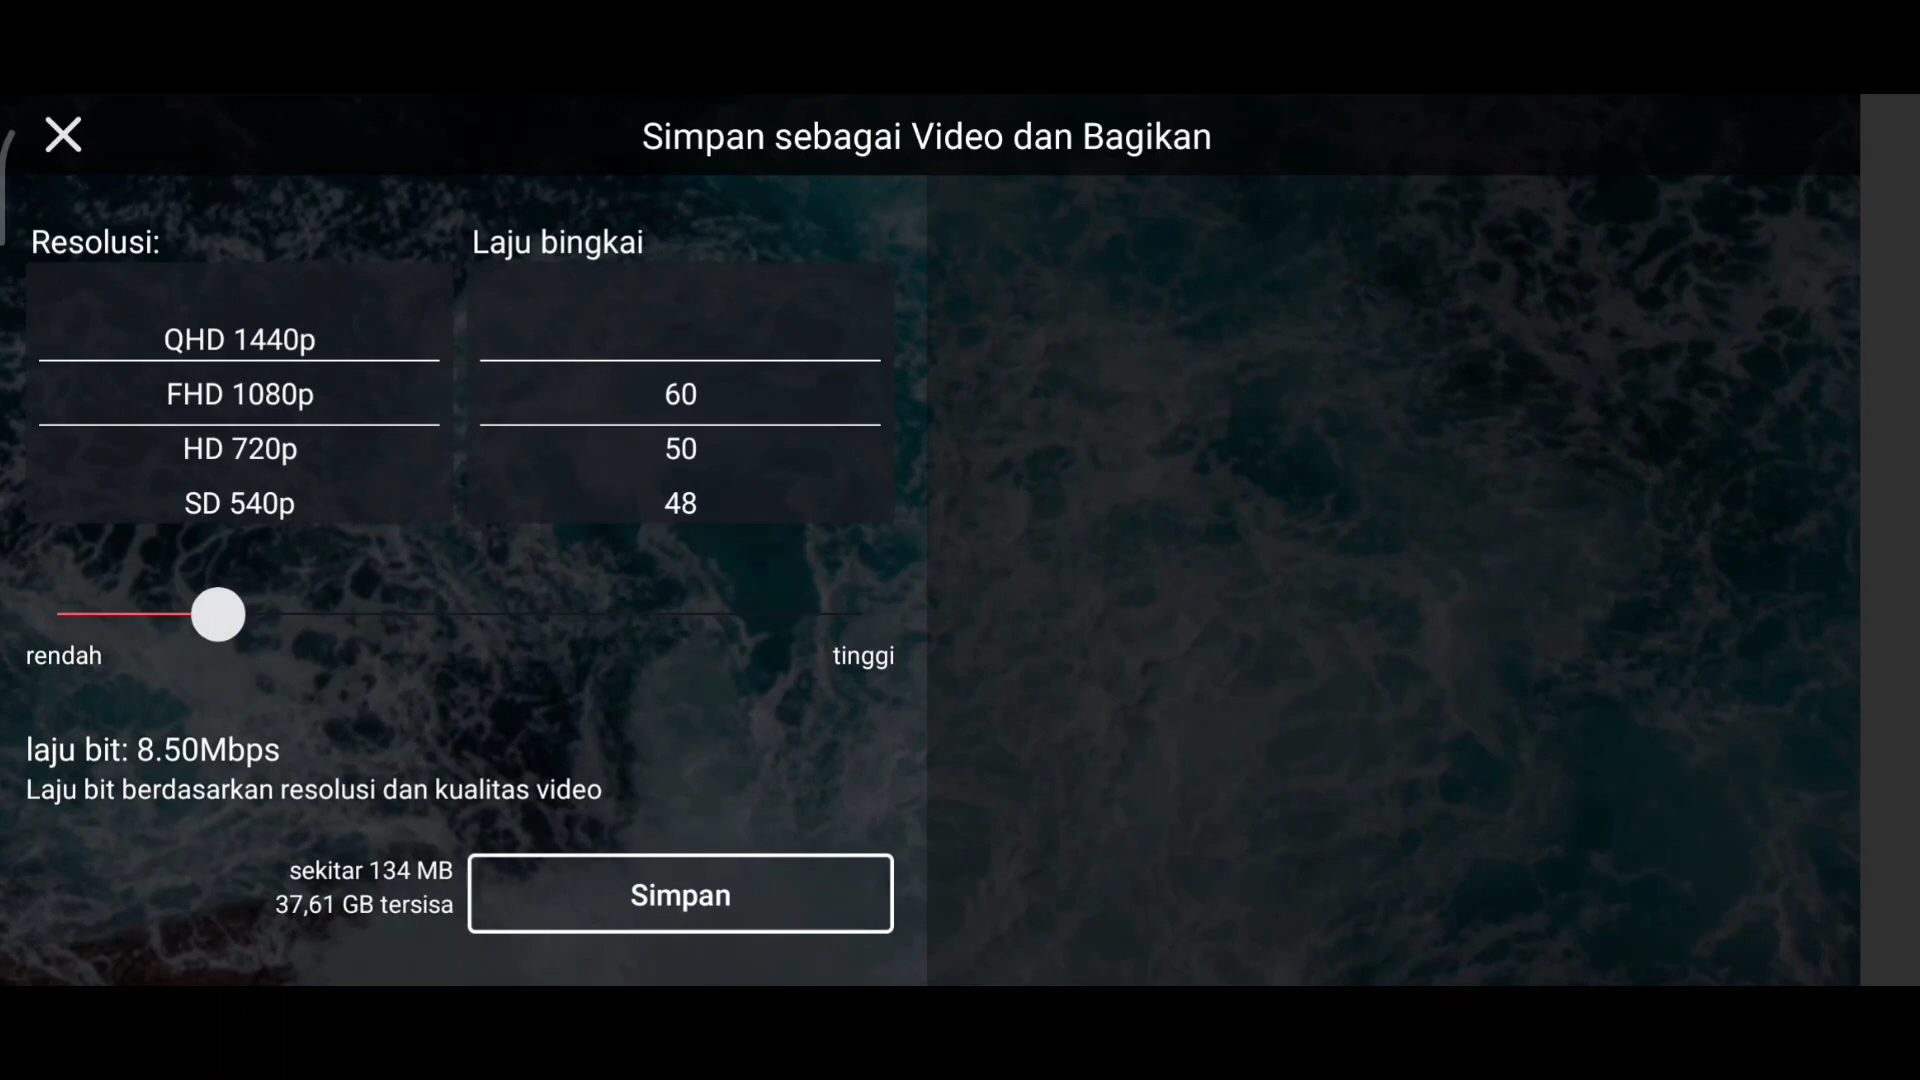 Simpan sebagai Video dan Bagikan
Resolusi:
QHD 1440p
FHD 1080p
HD 720p
SD 540p
Laju bingkai
60
50
48
rendah
tinggi
laju bit: 8.50Mbps
Laju bit berdasarkan resolusi dan kualitas video
sekitar 134 MB
37,61 GB tersisa
Simpan